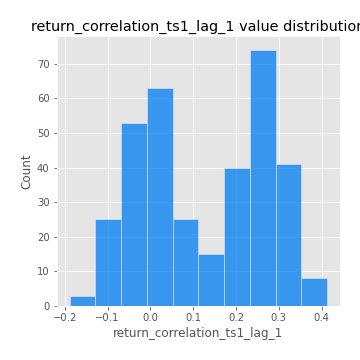 return_correlation_ts1_lag_1 value distribution
70
60
50
40
30
20
10
0
Count
−0.2 −0.1 0.0 0.1 0.2 0.3 0.4
return_correlation_ts1_lag_1